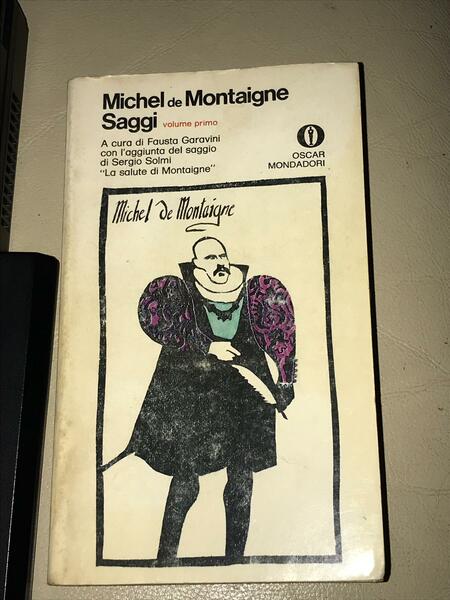 Michel de Montaigne
Saggi volume primo
A cura di Fausta Garavini
con l'aggiunta del saggio
di Sergio Solmi
"La salute di Montaigne"
OSCAR
MONDADORI
Michel de Montaigne